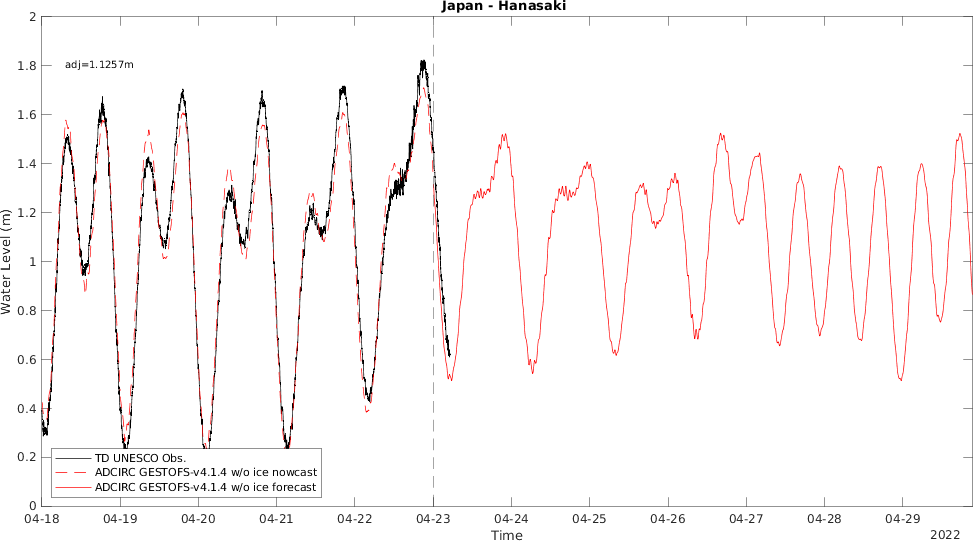 Japan - Hanasaki
adj=1.1257m
Water Level (m)
2
1.8
1.6
1.4
1.2
1
0.8
0.6
0.4
0.2
0
TD UNESCO Obs.
ADCIRC GESTOFS-v4.1.4 w/o ice nowcast
ADCIRC GESTOFS-v4.1.4 w/o ice forecast
04-18 04-19 04-20 04-21 04-22 04-23 04-24 04-25 04-26 04-27 04-28 04-29
Time
2022